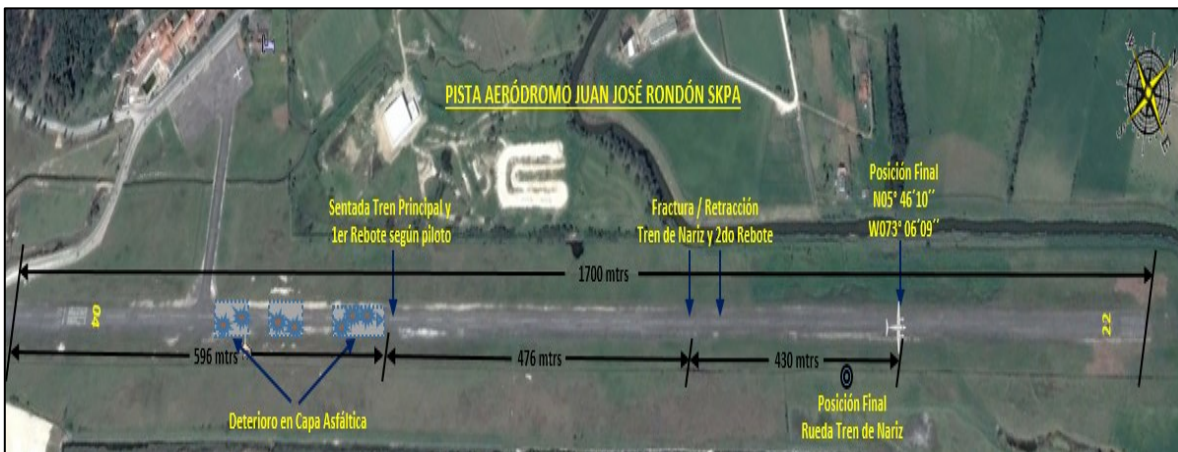 PISTA AERÓDROMO JUAN JOSÉ RONDÓN SKPA
Posición Final
N05° 46´10´´
W073° 06´09´´
Sentada Tren Principal y
1er Rebote según piloto
Fractura / Retracción
Tren de Nariz y 2do Rebote
1700 mtrs
04
22
596 mtrs
476 mtrs
430 mtrs
Deterioro en Capa Asfáltica
Posición Final
Rueda Tren de Nariz